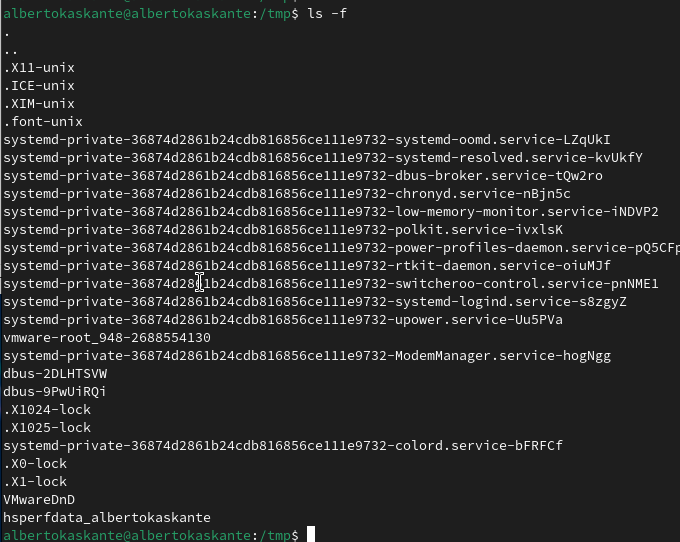 albertokaskante@albertokaskante:/tmp$ ls -f
.
..
.X11-unix
.ICE-unix
.XIM-unix
.font-unix
systemd-private-36874d2861b24cdb816856ce111e9732-systemd-oomd.service-LZqUkI
systemd-private-36874d2861b24cdb816856ce111e9732-systemd-resolved.service-kvUkfY
systemd-private-36874d2861b24cdb816856ce111e9732-dbus-broker.service-tQw2ro
systemd-private-36874d2861b24cdb816856ce111e9732-chronyd.service-nBjn5c
systemd-private-36874d2861b24cdb816856ce111e9732-low-memory-monitor.service-iNDVP2
systemd-private-36874d2861b24cdb816856ce111e9732-polkit.service-ivxlsK
systemd-private-36874d2861b24cdb816856ce111e9732-power-profiles-daemon.service-pQ5CFp
systemd-private-36874d2861b24cdb816856ce111e9732-rtkit-daemon.service-oiuMJf
systemd-private-36874d2861b24cdb816856ce111e9732-switcheroo-control.service-pnNME1
systemd-private-36874d2861b24cdb816856ce111e9732-systemd-logind.service-s8zgyZ
systemd-private-36874d2861b24cdb816856ce111e9732-upower.service-Uu5PVa
vmware-root_948-2688554130
systemd-private-36874d2861b24cdb816856ce111e9732-ModemManager.service-hogNgg
dbus-2DLHTSVW
dbus-9PwUiRQi
.X1024-lock
.X1025-lock
systemd-private-36874d2861b24cdb816856ce111e9732-colord.service-bFRFCf
.X0-lock
.X1-lock
VMwareDnD
hsperfdata_albertokaskante
albertokaskante@albertokaskante:/tmp$